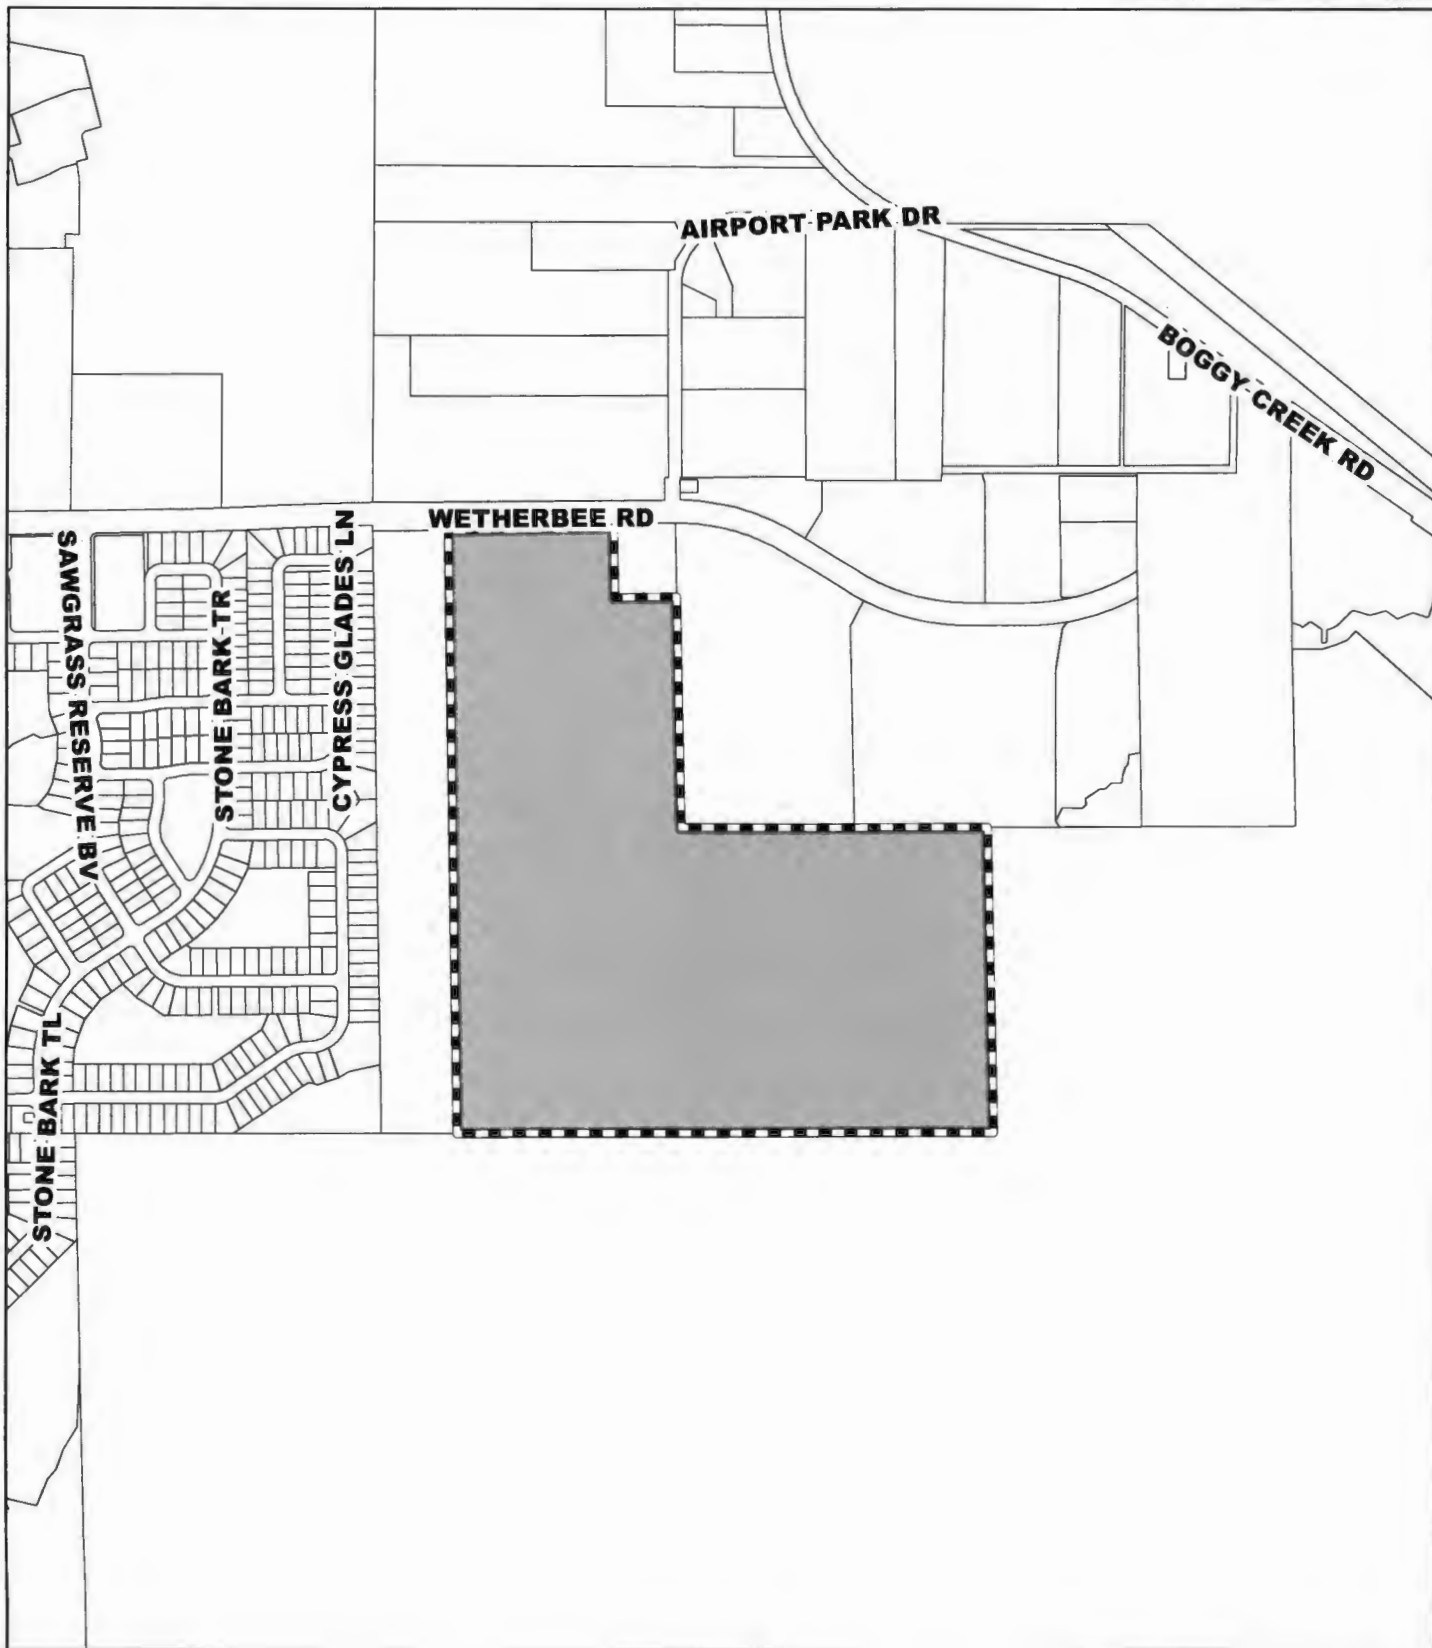 AIRPORT PARK DR
BOGGY CREEK RD
WETHERBEE RD
SAWGRASS RESERVE BV
STONE BARK TR
CYPRESS GLADES LN
STONE BARK TL